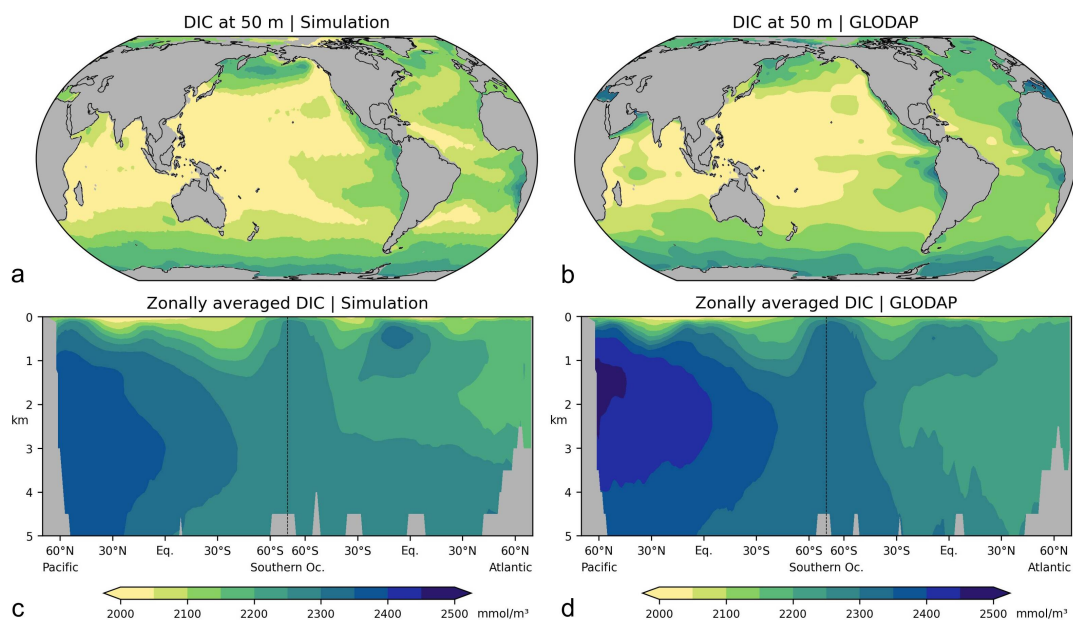 DIC at 50 m | Simulation
DIC at 50 m | GLODAP
a
b
Zonally averaged DIC | Simulation
Zonally averaged DIC | GLODAP
0
1
2
km
3
4
5
60°N 30°N Eq. 30°S 60°S 60°S 30°S Eq. 30°N 60°N
Pacific Southern Oc. Atlantic
0
1
2
km
3
4
5
60°N 30°N Eq. 30°S 60°S 60°S 30°S Eq. 30°N 60°N
Pacific Southern Oc. Atlantic
c
2000 2100 2200 2300 2400 2500 mmol/m³
d
2000 2100 2200 2300 2400 2500 mmol/m³